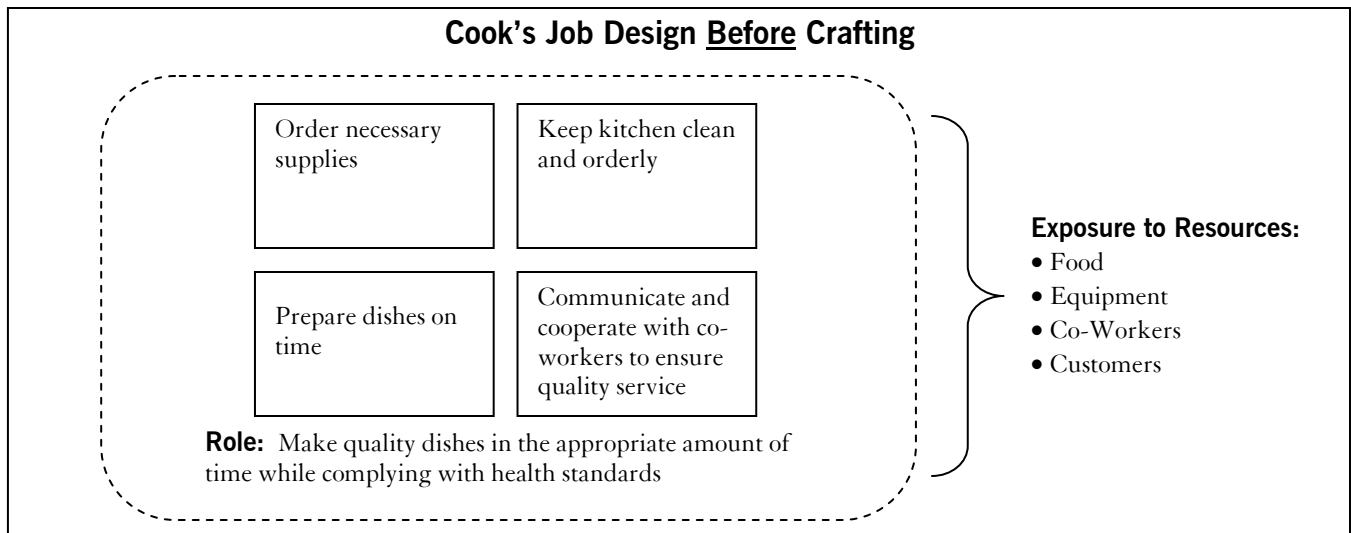 Cook’s Job Design Before Crafting
Order necessary
supplies
Keep kitchen clean
and orderly
Prepare dishes on
time
Communicate and
cooperate with co-
workers to ensure
quality service
Role: Make quality dishes in the appropriate amount of
time while complying with health standards
Exposure to Resources:
• Food
• Equipment
• Co-Workers
• Customers